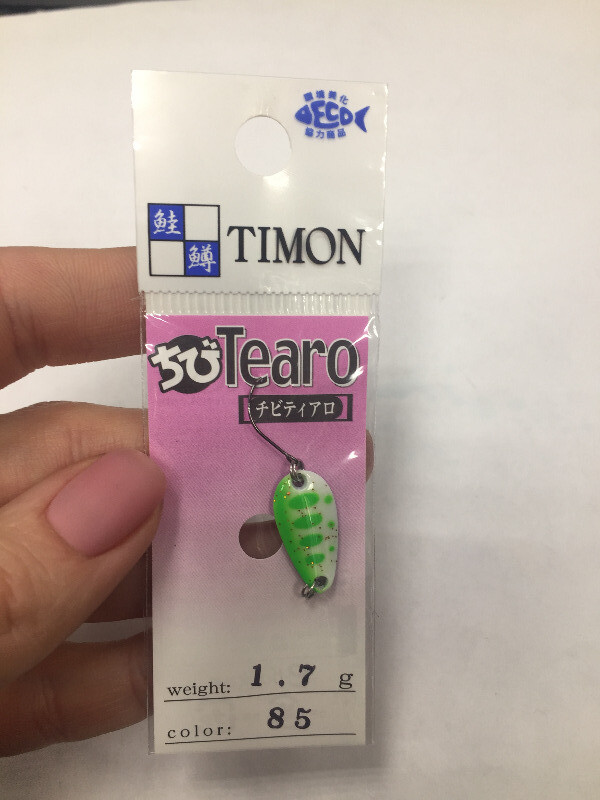 環境美化
ECO
協力商品
鮭
鱒
TIMON
ちびTearo
チビティアロ
weight: 1.7 g
color: 85